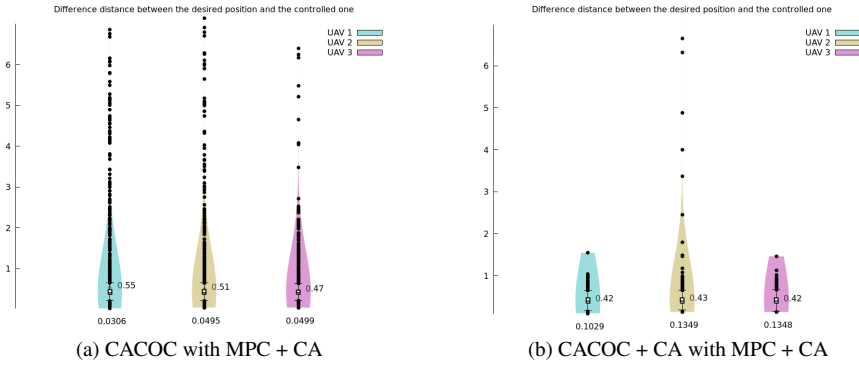 Difference distance between the desired position and the controlled one
UAV 1
UAV 2
UAV 3
6
5
4
3
2
1
0.55
0.51
0.47
0.0306
0.0495
0.0499
(a) CACOC with MPC + CA
Difference distance between the desired position and the controlled one
UAV 1
UAV 2
UAV 3
6
5
4
3
2
1
0.42
0.43
0.42
0.1029
0.1349
0.1348
(b) CACOC + CA with MPC + CA